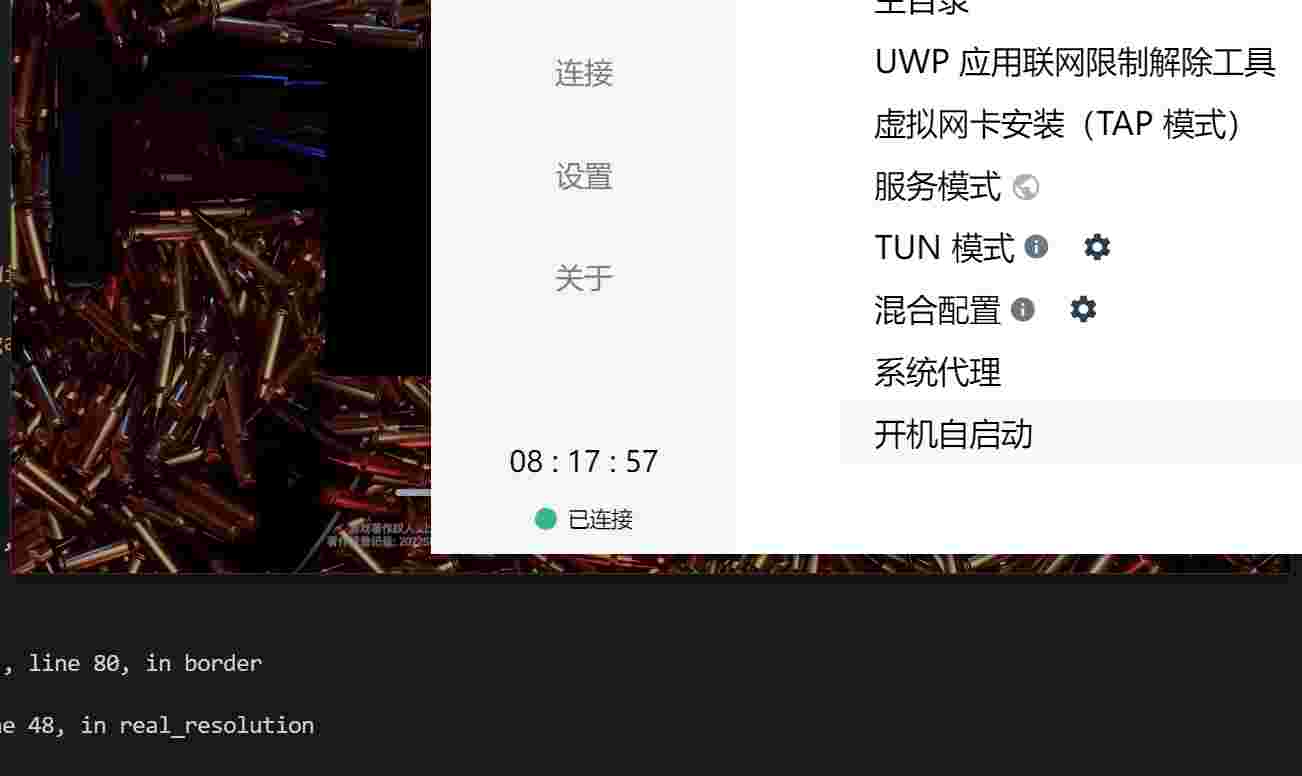 主目录
连接
UWP 应用联网限制解除工具
虚拟网卡安装（TAP 模式）
设置
服务模式
TUN 模式
关于
混合配置
系统代理
开机自启动
08 : 17 : 57
已连接
, line 80, in border
e 48, in real_resolution